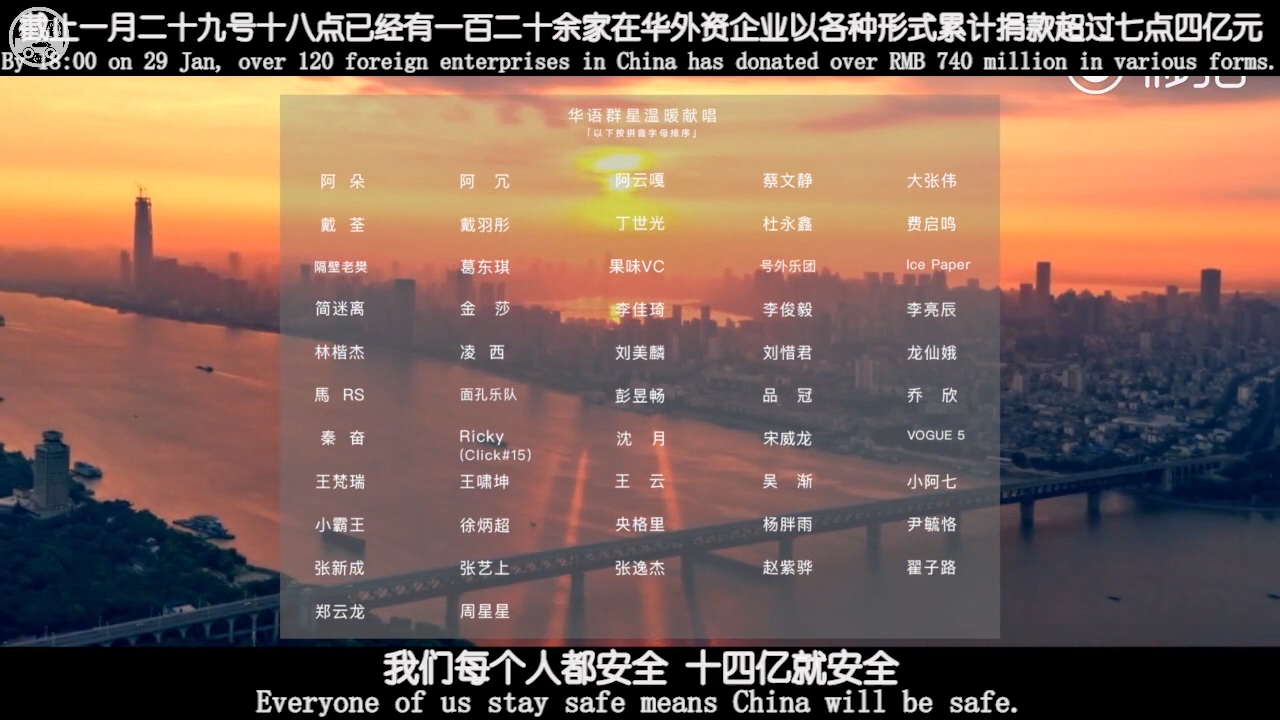 截止一月二十九号十八点已经有一百二十余家在华外资企业以各种形式累计捐款超过七点四亿元
By 18:00 on 29 Jan, over 120 foreign enterprises in China has donated over RMB 740 million in various forms.
华语群星温暖献唱
「以下按拼音字母排序」
阿 朵 阿 冗 阿云嘎 蔡文静 大张伟
戴 荃 戴羽彤 丁世光 杜永鑫 费启鸣
隔壁老樊 葛东琪 果味VC 号外乐团 Ice Paper
简迷离 金 莎 李佳琦 李俊毅 李亮辰
林楷杰 凌 西 刘美麟 刘惜君 龙仙娥
馬 RS 面孔乐队 彭昱畅 品 冠 乔 欣
秦 奋 Ricky (Click#15) 沈 月 宋威龙 VOGUE 5
王梵瑞 王啸坤 王 云 吴 渐 小阿七
小霸王 徐炳超 央格里 杨胖雨 尹毓恪
张新成 张艺上 张逸杰 赵紫骅 翟子路
郑云龙 周星星
我们每个人都安全 十四亿就安全
Everyone of us stay safe means China will be safe.